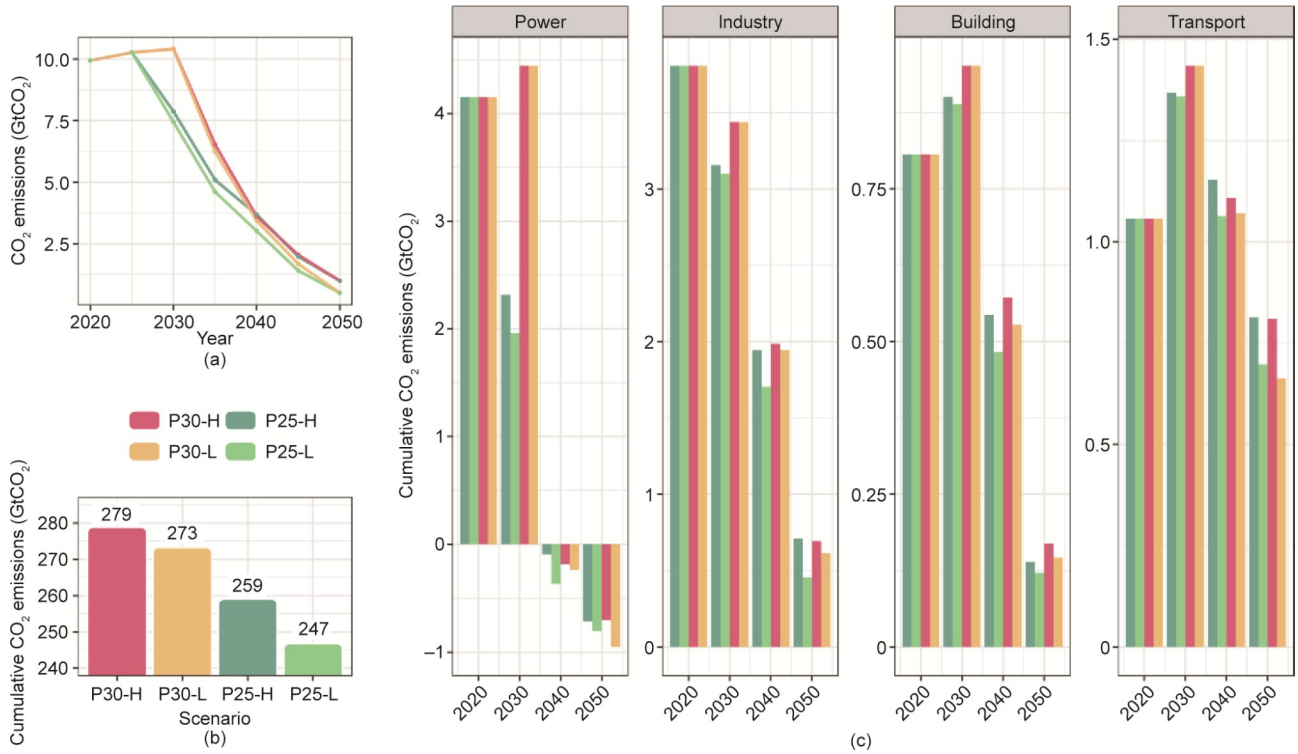 CO₂ emissions (GtCO₂)
10.0
7.5
5.0
2.5
2020 2030 2040 2050
Year
(a)
P30-H P25-H
P30-L P25-L
Cumulative CO₂ emissions (GtCO₂)
280
270
260
250
240
279
273
259
247
P30-H P30-L P25-H P25-L
Scenario
(b)
Cumulative CO₂ emissions (GtCO₂)
Power
4
3
2
1
0
−1
2020 2030 2040 2050
Industry
3
2
1
0
2020 2030 2040 2050
Building
0.75
0.50
0.25
0
2020 2030 2040 2050
Transport
1.5
1.0
0.5
0
2020 2030 2040 2050
(c)